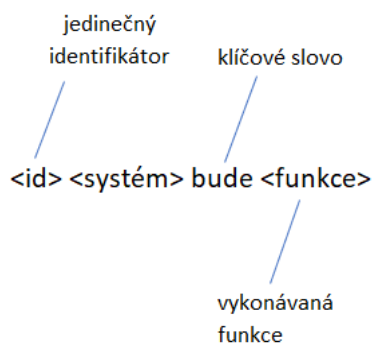 jedinečný
identifikátor
klíčové slovo
<id> <systém> bude <funkce>
vykonávaná
funkce